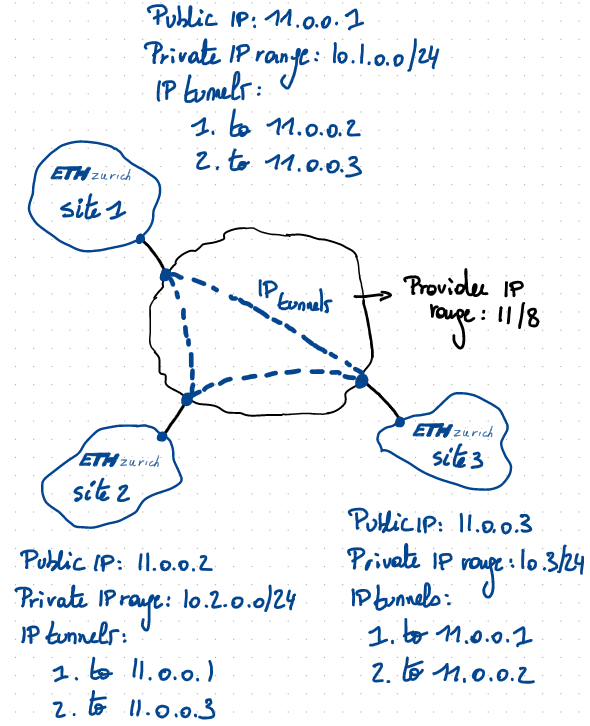 Public IP: 11.0.0.1
Private IP range: 10.1.0.0/24
IP tunnels:
1. to 11.0.0.2
2. to 11.0.0.3
ETH zürich
site 1
IP tunnels
Provider IP
range: 11/8
ETH zürich
site 2
ETH zürich
site 3
Public IP: 11.0.0.2
Private IP range: 10.2.0.0/24
IP tunnels:
1. to 11.0.0.1
2. to 11.0.0.3
Public IP: 11.0.0.3
Private IP range: 10.3/24
IP tunnels:
1. to 11.0.0.1
2. to 11.0.0.2